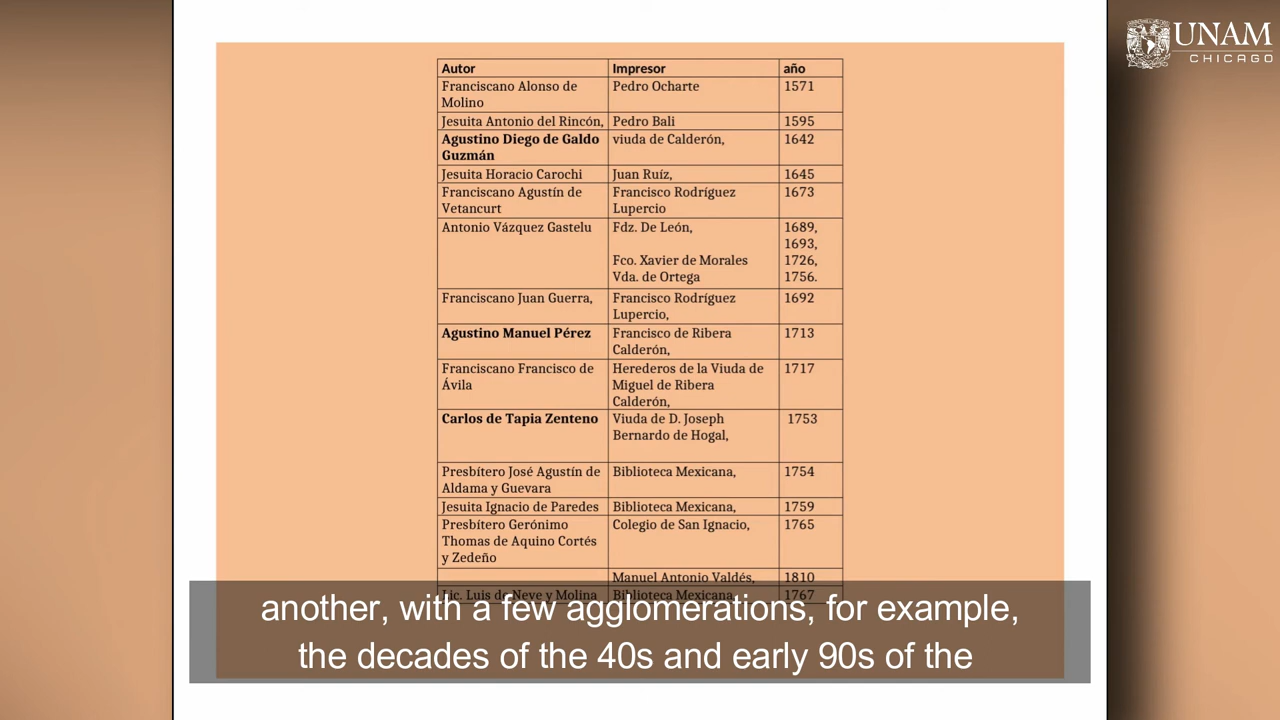 UNAM
CHICAGO
Autor Impresor año
Franciscano Alonso de Pedro Ocharte 1571
Molino
Jesuita Antonio del Rincón, Pedro Bali 1595
Agustino Diego de Galdo viuda de Calderón, 1642
Guzmán
Jesuita Horacio Carochi Juan Ruíz, 1645
Franciscano Agustín de Francisco Rodríguez 1673
Vetancurt Lupercio
Antonio Vázquez Gastelu Fdz. De León, 1689,
1693,
Fco. Xavier de Morales 1726,
Vda. de Ortega 1756.
Franciscano Juan Guerra, Francisco Rodríguez 1692
Lupercio,
Agustino Manuel Pérez Francisco de Ribera 1713
Calderón,
Franciscano Francisco de Herederos de la Viuda de 1717
Ávila Miguel de Ribera
Calderón,
Carlos de Tapia Zenteno Viuda de D. Joseph 1753
Bernardo de Hogal,
Presbítero José Agustín de Biblioteca Mexicana, 1754
Aldama y Guevara
Jesuita Ignacio de Paredes Biblioteca Mexicana, 1759
Presbítero Gerónimo Colegio de San Ignacio, 1765
Thomas de Aquino Cortés
y Zedeño
Manuel Antonio Valdés, 1810
Lic. Luis de Neve y Molina Biblioteca Mexicana, 1767
another, with a few agglomerations, for example,
the decades of the 40s and early 90s of the